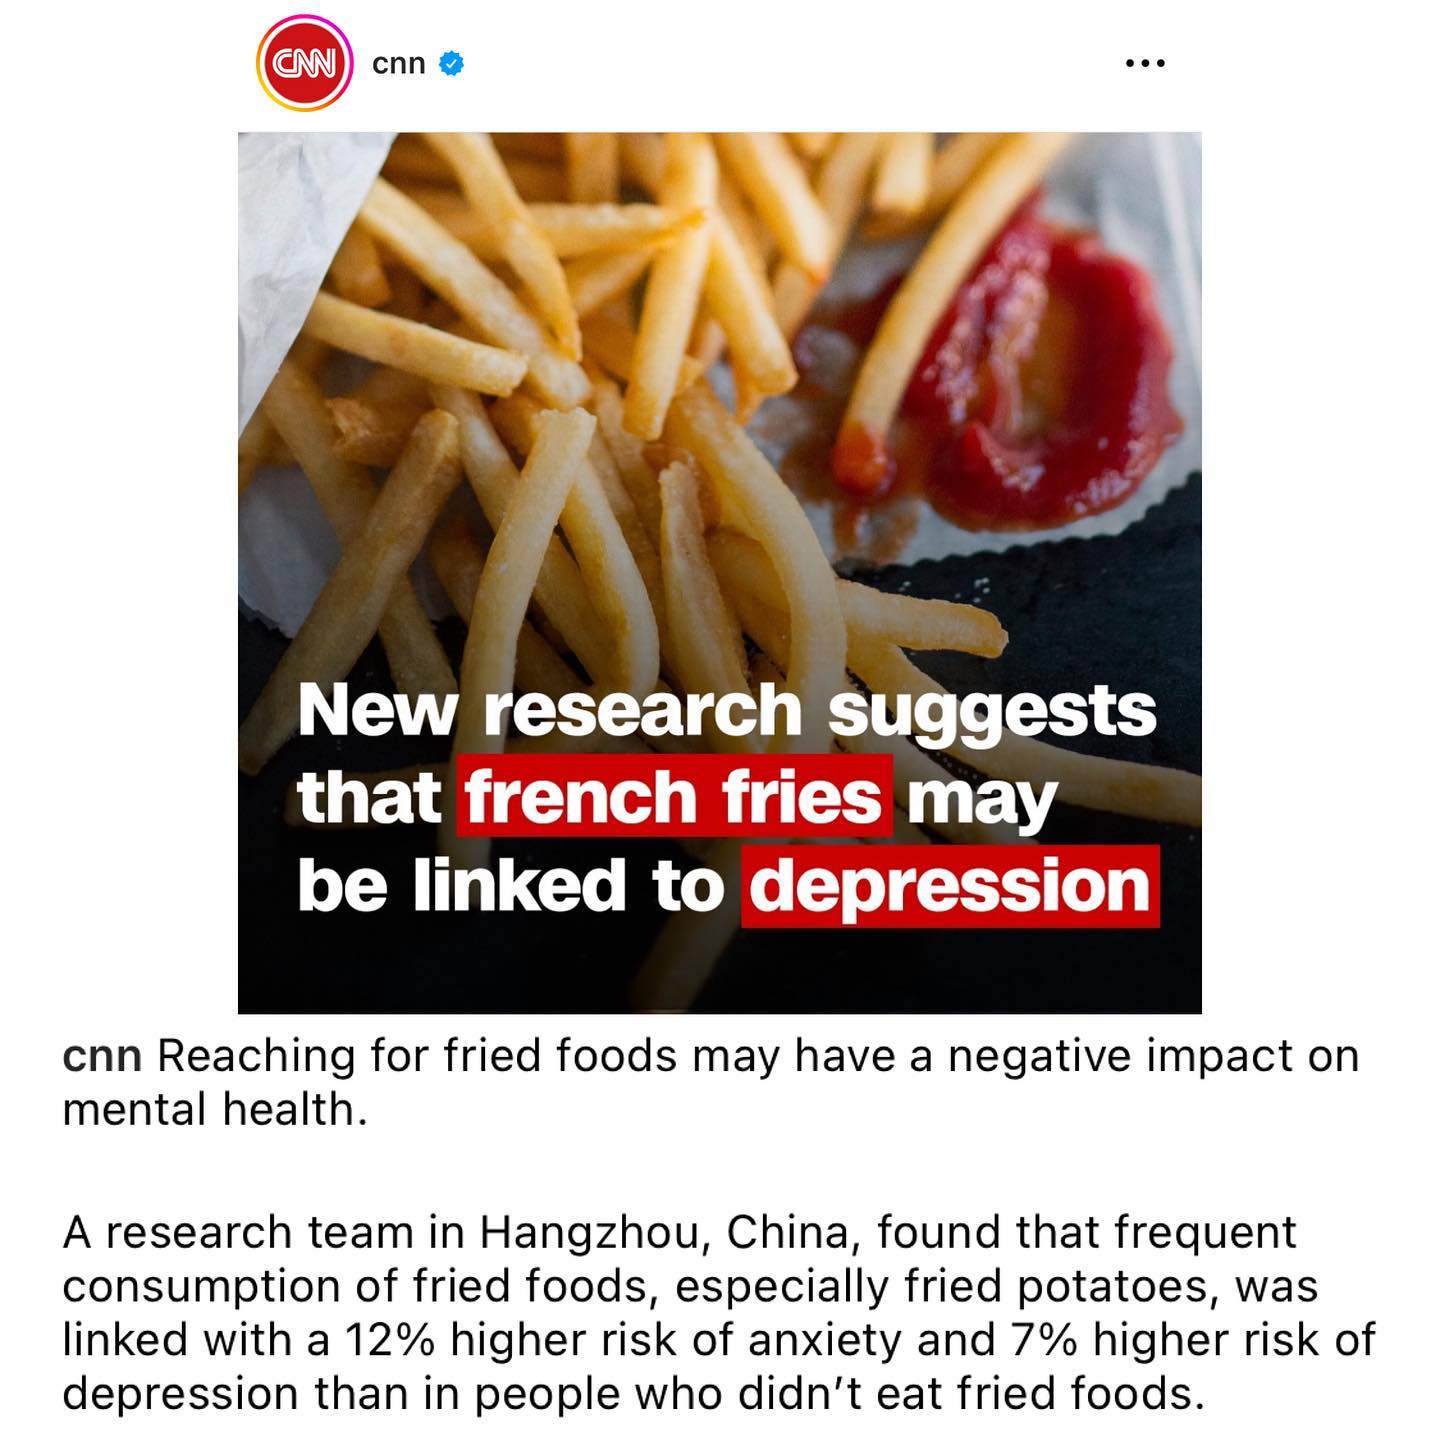 CNN cnn
New research suggests
that french fries may
be linked to depression
cnn Reaching for fried foods may have a negative impact on
mental health.
A research team in Hangzhou, China, found that frequent
consumption of fried foods, especially fried potatoes, was
linked with a 12% higher risk of anxiety and 7% higher risk of
depression than in people who didn’t eat fried foods.